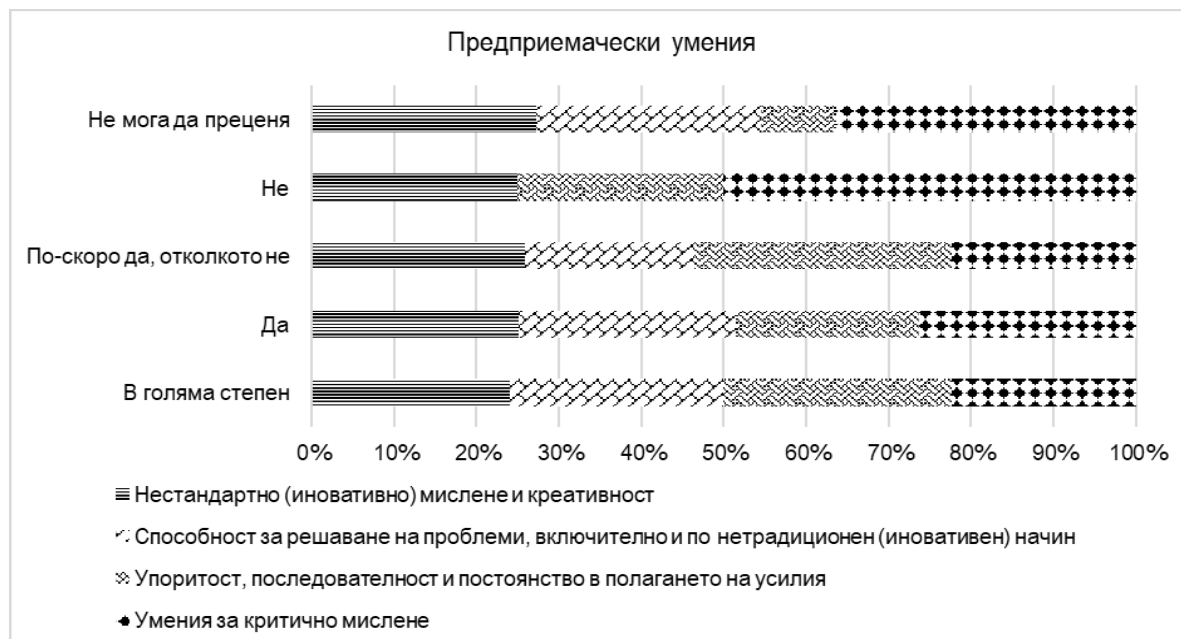 Предприемачески умения
Не мога да преценя
Не
По-скоро да, отколкото не
Да
В голяма степен
0% 10% 20% 30% 40% 50% 60% 70% 80% 90% 100%
Нестандартно (иновативно) мислене и креативност
Способност за решаване на проблеми, включително и по нетрадиционен (иновативен) начин
Упоритост, последователност и постоянство в полагането на усилия
Умения за критично мислене